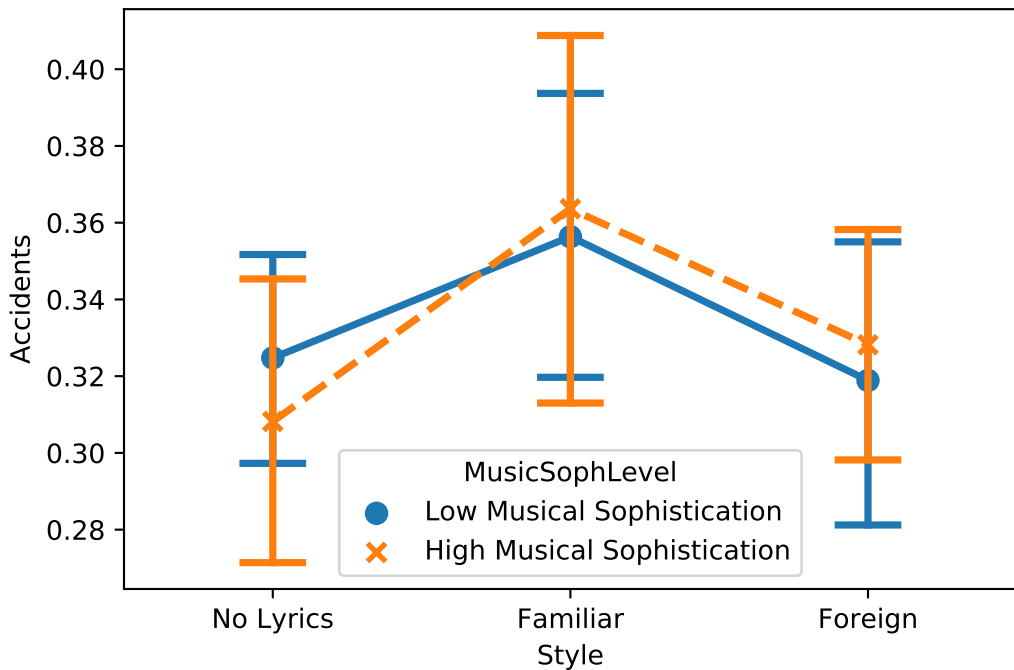 0.40
0.38
0.36
0.34
0.32
0.30
0.28
Accidents
MusicSophLevel
Low Musical Sophistication
High Musical Sophistication
No Lyrics
Familiar
Foreign
Style